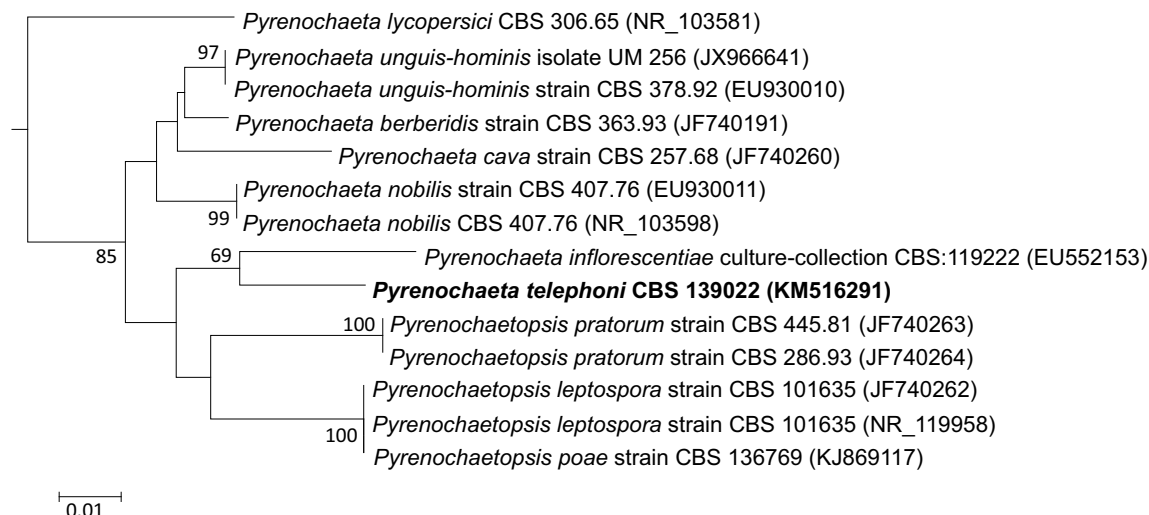 Pyrenochaeta lycopersici CBS 306.65 (NR_103581)
97
Pyrenochaeta unguis-hominis isolate UM 256 (JX966641)
Pyrenochaeta unguis-hominis strain CBS 378.92 (EU930010)
Pyrenochaeta berberidis strain CBS 363.93 (JF740191)
Pyrenochaeta cava strain CBS 257.68 (JF740260)
Pyrenochaeta nobilis strain CBS 407.76 (EU930011)
99
Pyrenochaeta nobilis CBS 407.76 (NR_103598)
85
69
Pyrenochaeta inflorescentiae culture-collection CBS:119222 (EU552153)
Pyrenochaeta telephoni CBS 139022 (KM516291)
100
Pyrenochaetopsis pratorum strain CBS 445.81 (JF740263)
Pyrenochaetopsis pratorum strain CBS 286.93 (JF740264)
Pyrenochaetopsis leptospora strain CBS 101635 (JF740262)
Pyrenochaetopsis leptospora strain CBS 101635 (NR_119958)
100
Pyrenochaetopsis poae strain CBS 136769 (KJ869117)
0.01